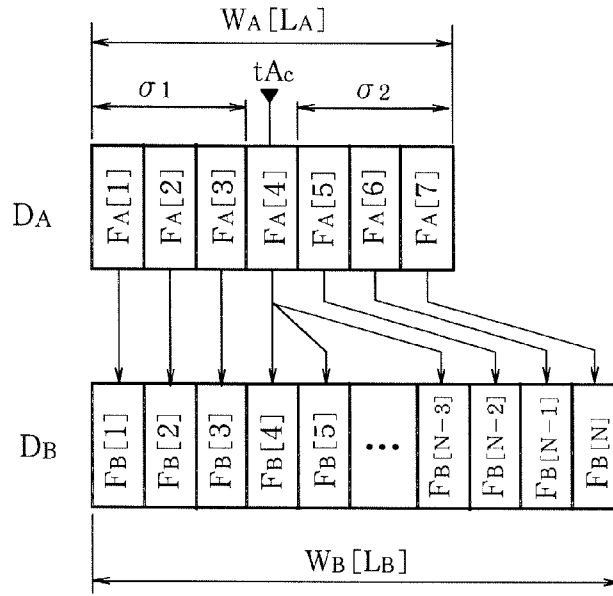 WA[LA]
tAc
σ1
σ2
DA
FA[1]
FA[2]
FA[3]
FA[4]
FA[5]
FA[6]
FA[7]
DB
FB[1]
FB[2]
FB[3]
FB[4]
FB[5]
•••
FB[N-3]
FB[N-2]
FB[N-1]
FB[N]
WB[LB]